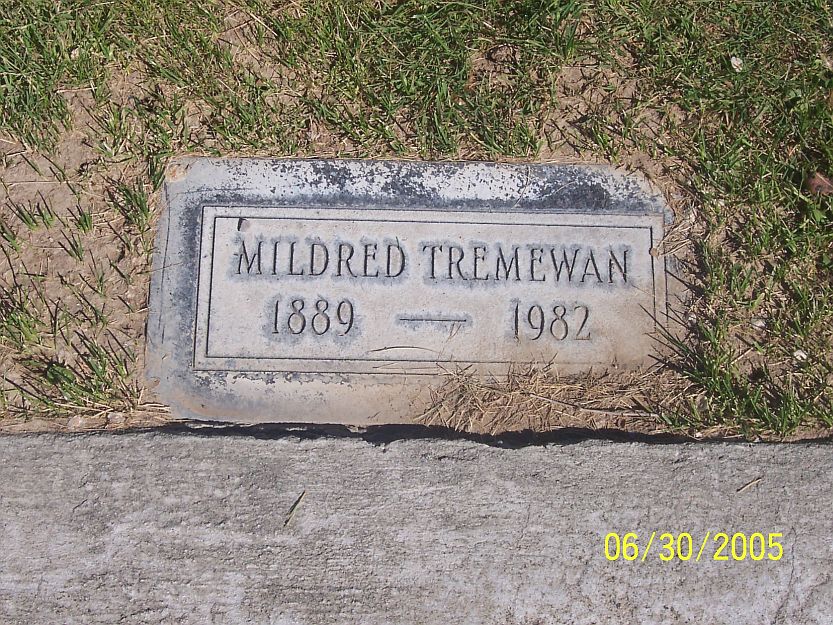 MILDRED TREMEWAN
1889 — 1982
06/30/2005